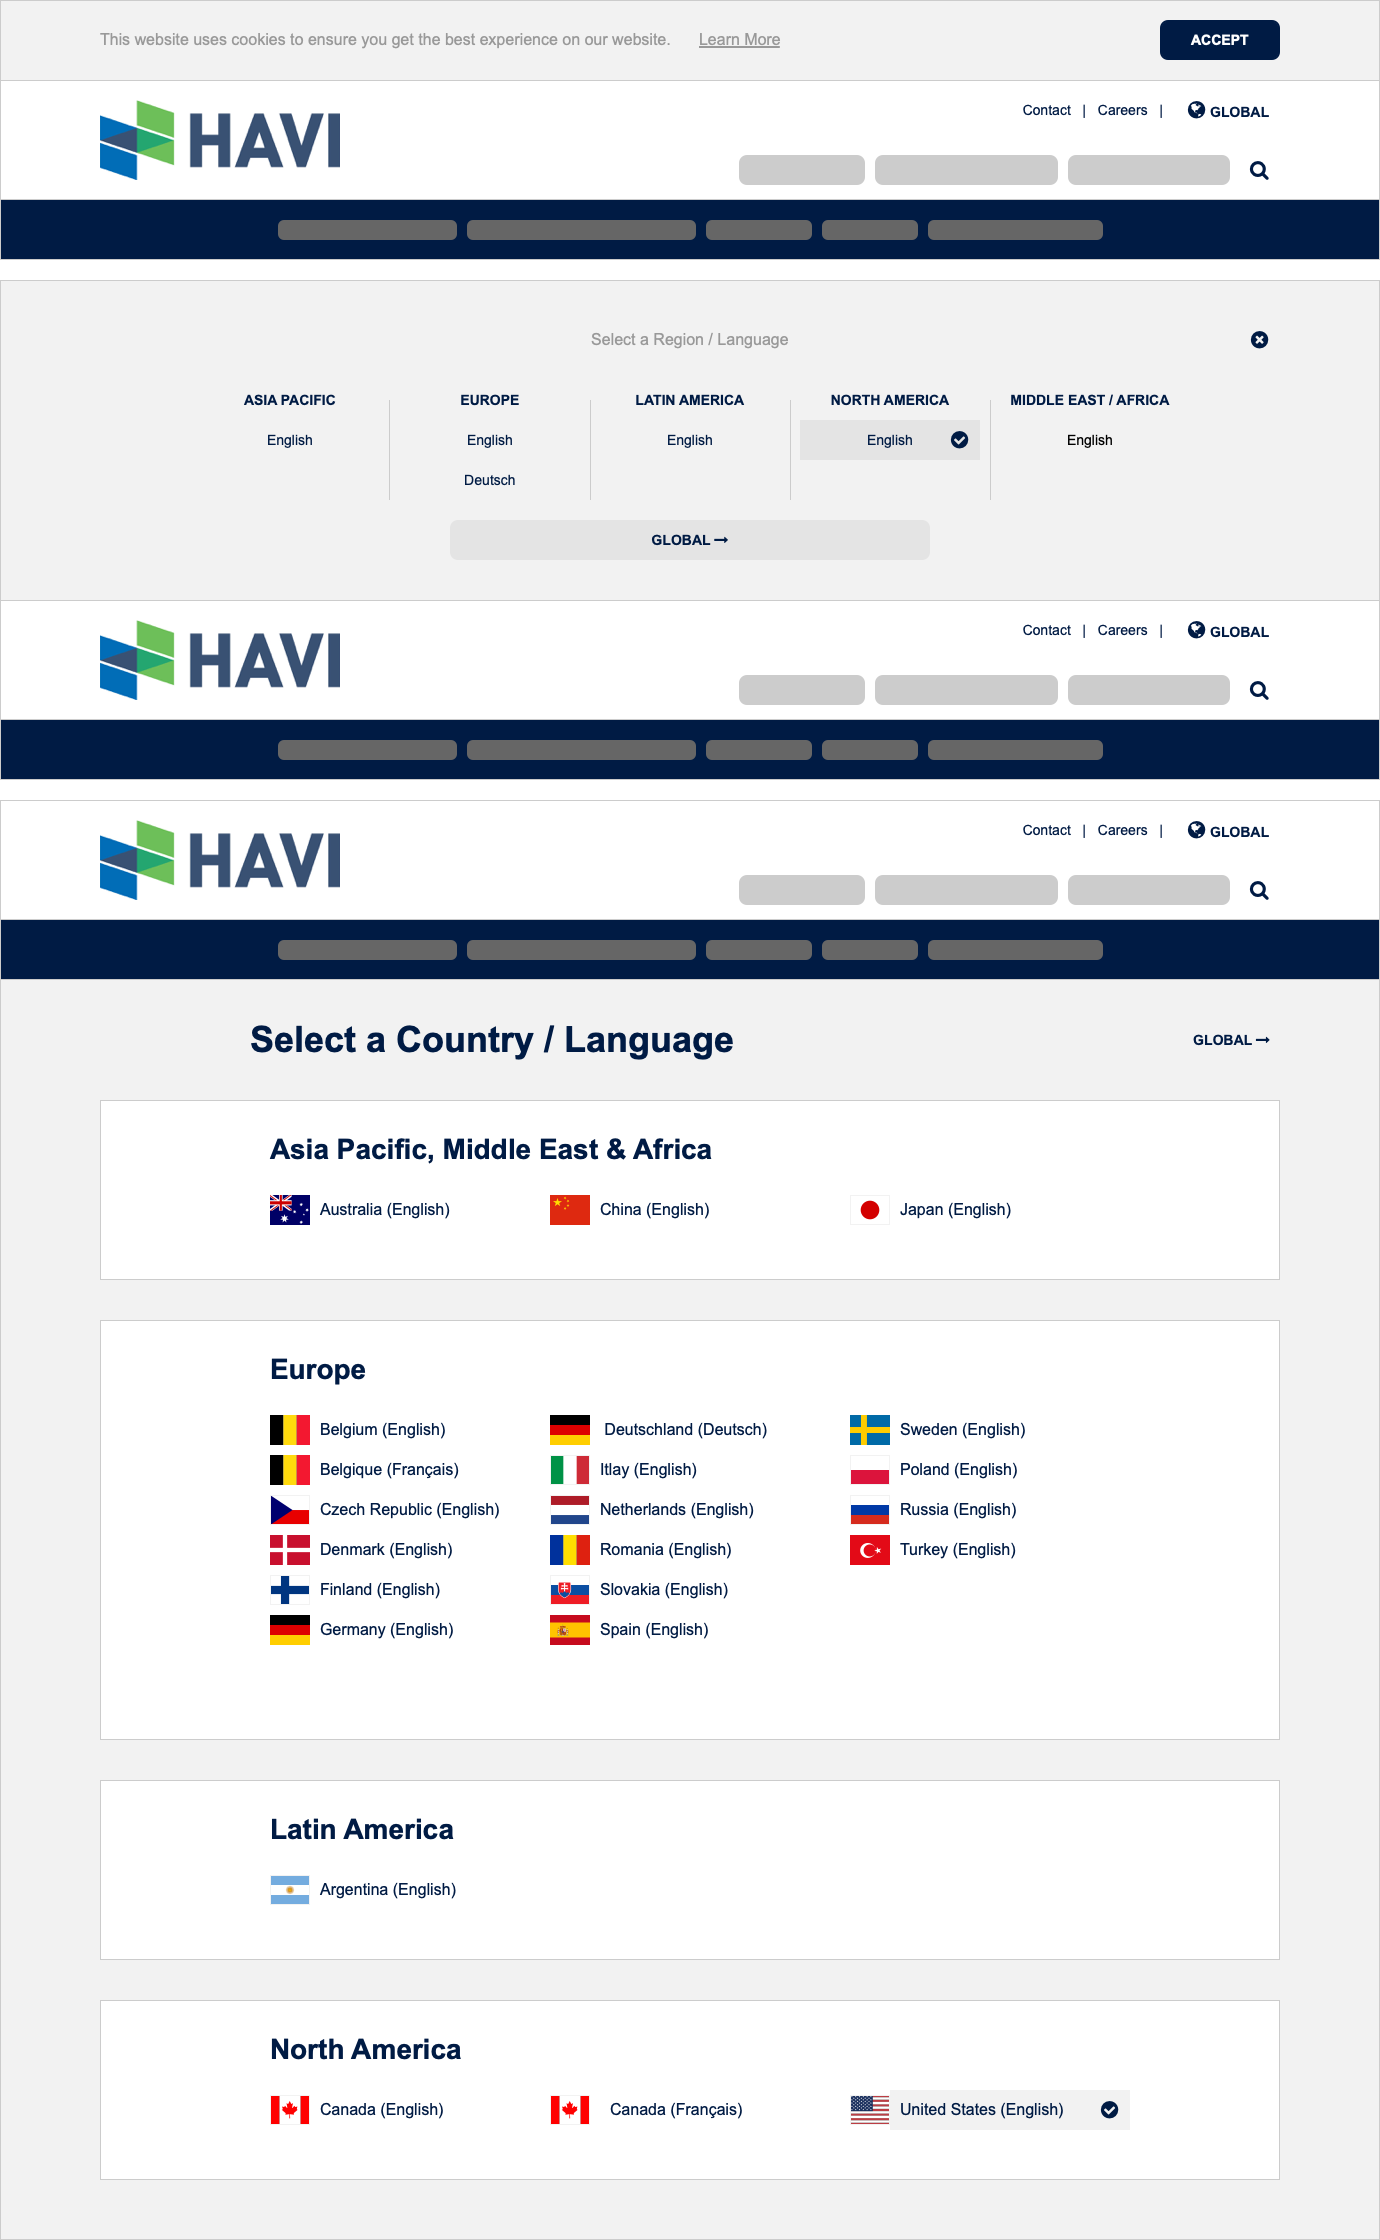 This website uses cookies to ensure you get the best experience on our website. Learn More ACCEPT
HAVI
Contact | Careers | GLOBAL
Select a Region / Language
ASIA PACIFIC EUROPE LATIN AMERICA NORTH AMERICA MIDDLE EAST / AFRICA
English English English English English
Deutsch
GLOBAL
HAVI
Contact | Careers | GLOBAL
HAVI
Contact | Careers | GLOBAL
Select a Country / Language GLOBAL
Asia Pacific, Middle East & Africa
Australia (English) China (English) Japan (English)
Europe
Belgium (English) Deutschland (Deutsch) Sweden (English)
Belgique (Français) Itlay (English) Poland (English)
Czech Republic (English) Netherlands (English) Russia (English)
Denmark (English) Romania (English) Turkey (English)
Finland (English) Slovakia (English)
Germany (English) Spain (English)
Latin America
Argentina (English)
North America
Canada (English) Canada (Français) United States (English)